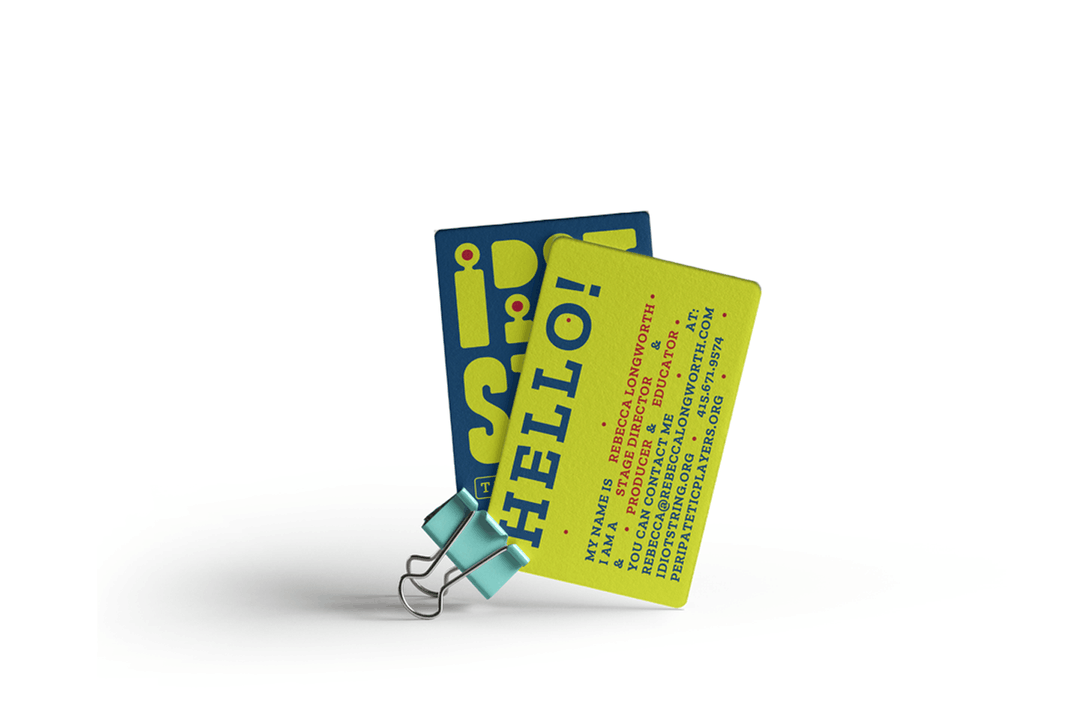 HELLO!
MY NAME IS REBECCA LONGWORTH
I AM A STAGE DIRECTOR &
& PRODUCER & EDUCATOR
YOU CAN CONTACT ME AT:
REBECCA@REBECCALONGWORTH.COM
IDIOTSTRING.ORG 415.671.9574
PERIPATETICPLAYERS.ORG